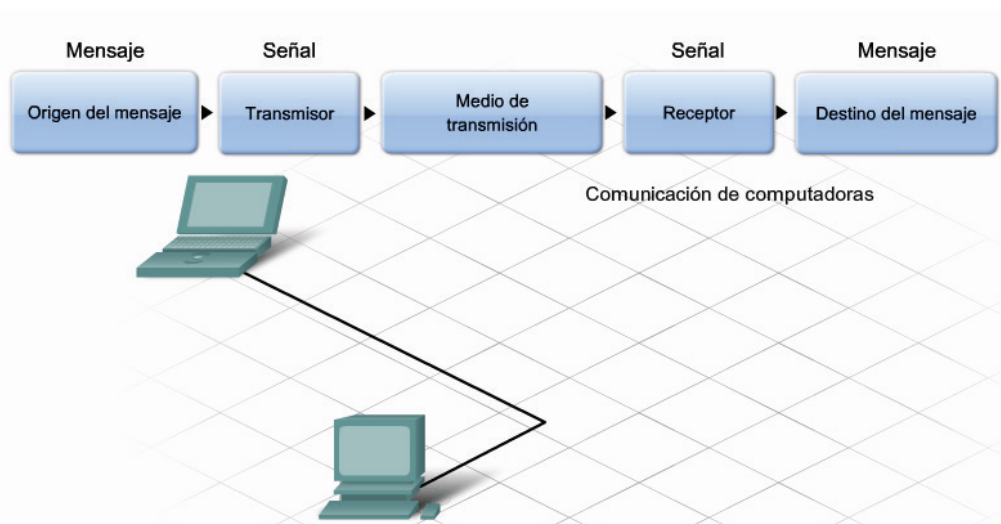 Mensaje
Señal
Señal
Mensaje
Origen del mensaje
Transmisor
Medio de
transmisión
Receptor
Destino del mensaje
Comunicación de computadoras